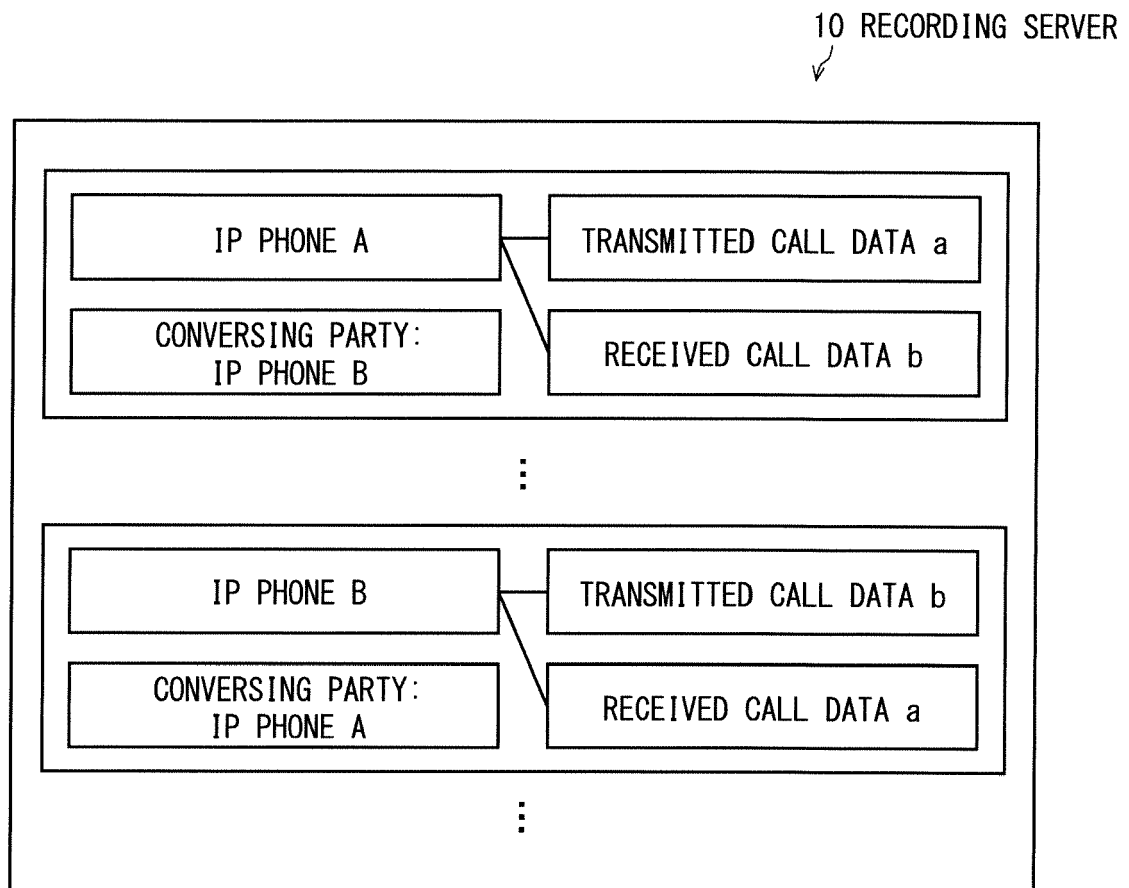 10 RECORDING SERVER
IP PHONE A
TRANSMITTED CALL DATA a
CONVERSING PARTY:
IP PHONE B
RECEIVED CALL DATA b
IP PHONE B
TRANSMITTED CALL DATA b
CONVERSING PARTY:
IP PHONE A
RECEIVED CALL DATA a